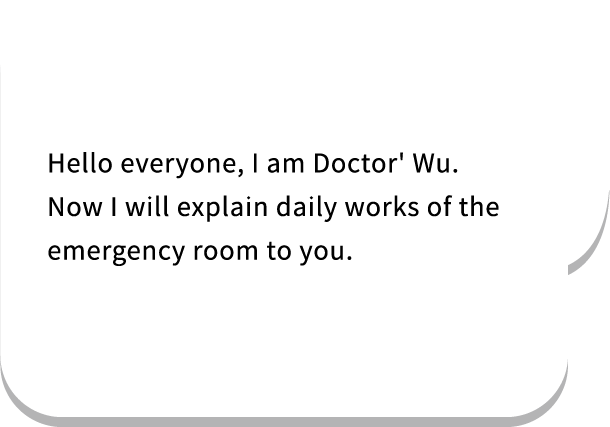 Hello everyone, I am Doctor' Wu.
Now I will explain daily works of the
emergency room to you.